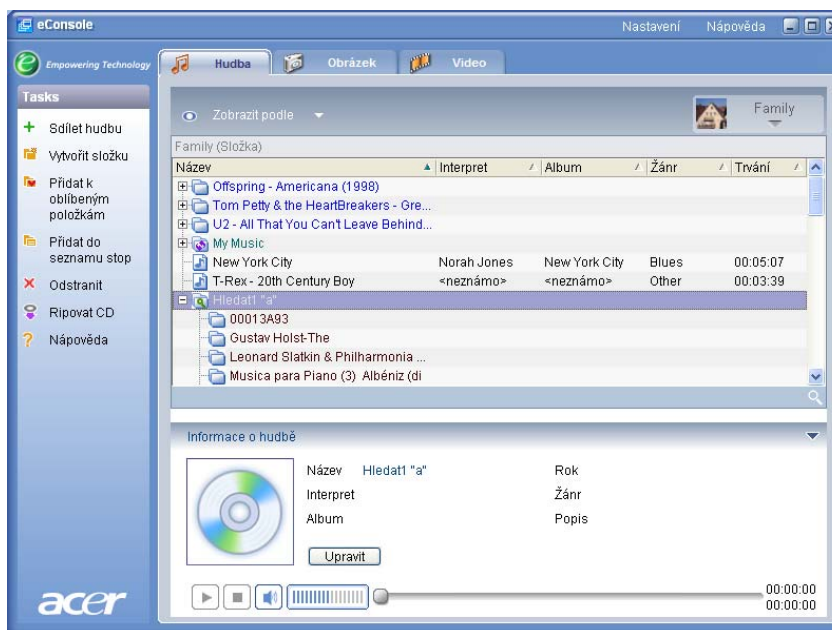 eConsole
Nastavení Nápověda
Empowering Technology
Hudba Obrázek Video
Tasks
Sdílet hudbu
Vytvořit složku
Přidat k
oblíbeným
položkám
Přidat do
seznamu stop
Odstranit
Ripovat CD
Nápověda
Zobrazit podle
Family
Family (Složka)
Název Interpret Album Žánr Trvání
Offspring - Americana (1998)
Tom Petty & the HeartBreakers - Gre...
U2 - All That You Can't Leave Behind...
My Music
New York City Norah Jones New York City Blues 00:05:07
T-Rex - 20th Century Boy <neznámo> <neznámo> Other 00:03:39
Hledat1 "a"
00013A93
Gustav Holst-The
Leonard Slatkin & Philharmonia ...
Musica para Piano (3) Albéniz (di
Informace o hudbě
Název Hledat1 "a" Rok
Interpret Žánr
Album Popis
Upravit
00:00:00
00:00:00
acer